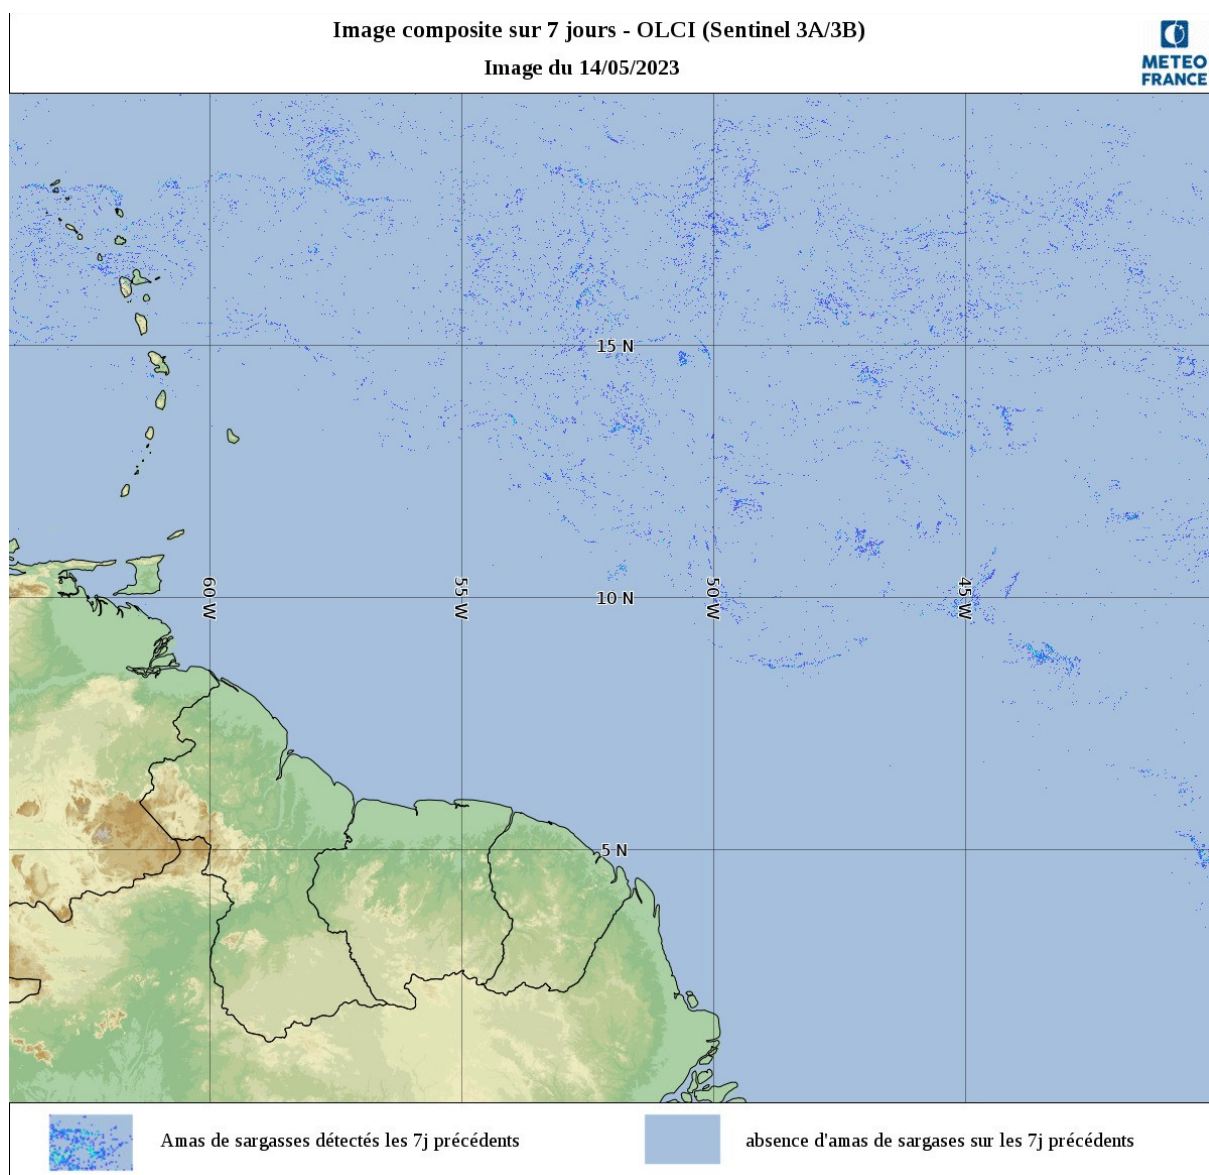 Image composite sur 7 jours - OLCI (Sentinel 3A/3B)
Image du 14/05/2023
METEO
FRANCE
15 N
60 W
55 W
10 N
50 W
45 W
5 N
Amas de sargasses détectés les 7j précédents
absence d'amas de sargases sur les 7j précédents